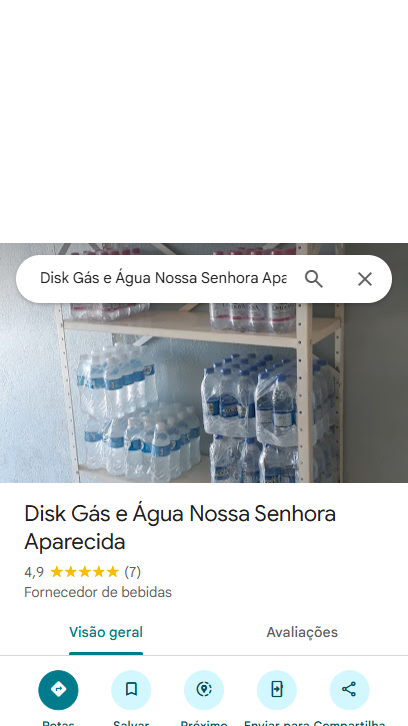 Disk Gás e Água Nossa Senhora Apa
Disk Gás e Água Nossa Senhora
Aparecida
4,9 ★★★★★ (7)
Fornecedor de bebidas
Visão geral
Avaliações
Rotas
Salvar
Próximo
Enviar para
Compartilha